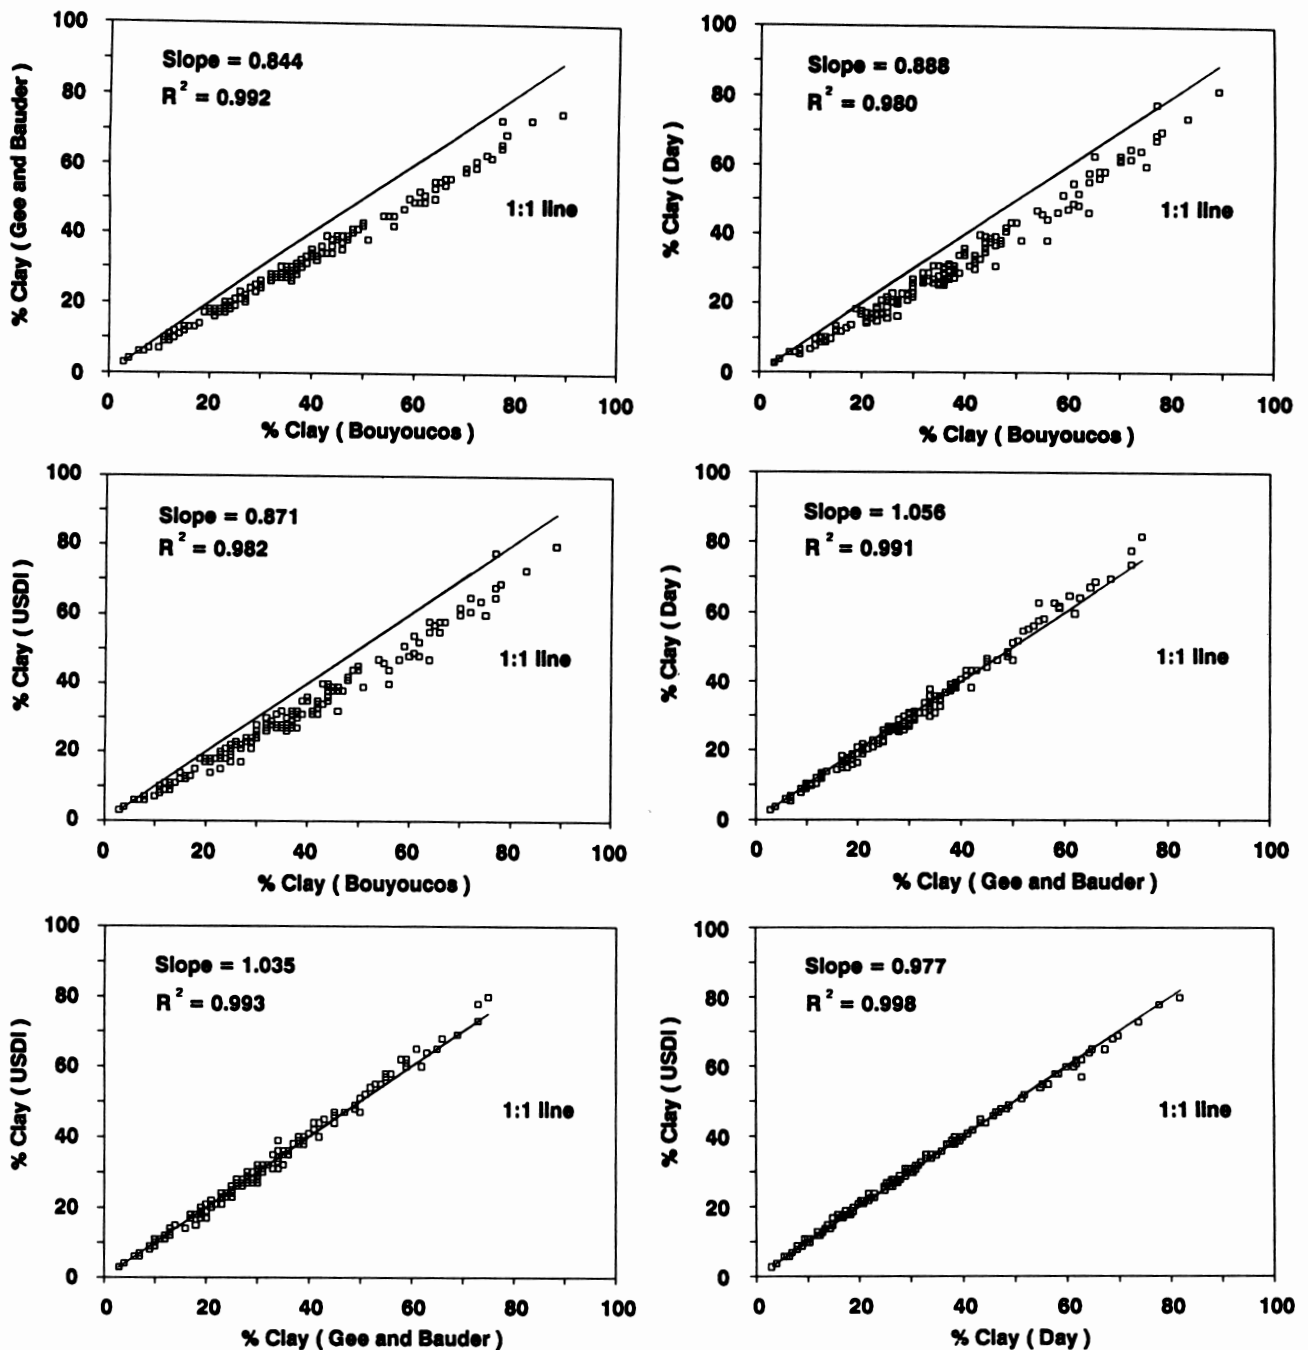 100
80
60
40
20
0
% Clay ( Gee and Bauder )
Slope = 0.844
R 2 = 0.992
1:1 line
0 20 40 60 80 100
% Clay ( Bouyoucos )
100
80
60
40
20
0
% Clay ( Day )
Slope = 0.888
R 2 = 0.980
1:1 line
0 20 40 60 80 100
% Clay ( Bouyoucos )
100
80
60
40
20
0
% Clay ( USDI )
Slope = 0.871
R 2 = 0.982
1:1 line
0 20 40 60 80 100
% Clay ( Bouyoucos )
100
80
60
40
20
0
% Clay ( Day )
Slope = 1.056
R 2 = 0.991
1:1 line
0 20 40 60 80 100
% Clay ( Gee and Bauder )
100
80
60
40
20
0
% Clay ( USDI )
Slope = 1.035
R 2 = 0.993
1:1 line
0 20 40 60 80 100
% Clay ( Gee and Bauder )
100
80
60
40
20
0
% Clay ( USDI )
Slope = 0.977
R 2 = 0.998
1:1 line
0 20 40 60 80 100
% Clay ( Day )